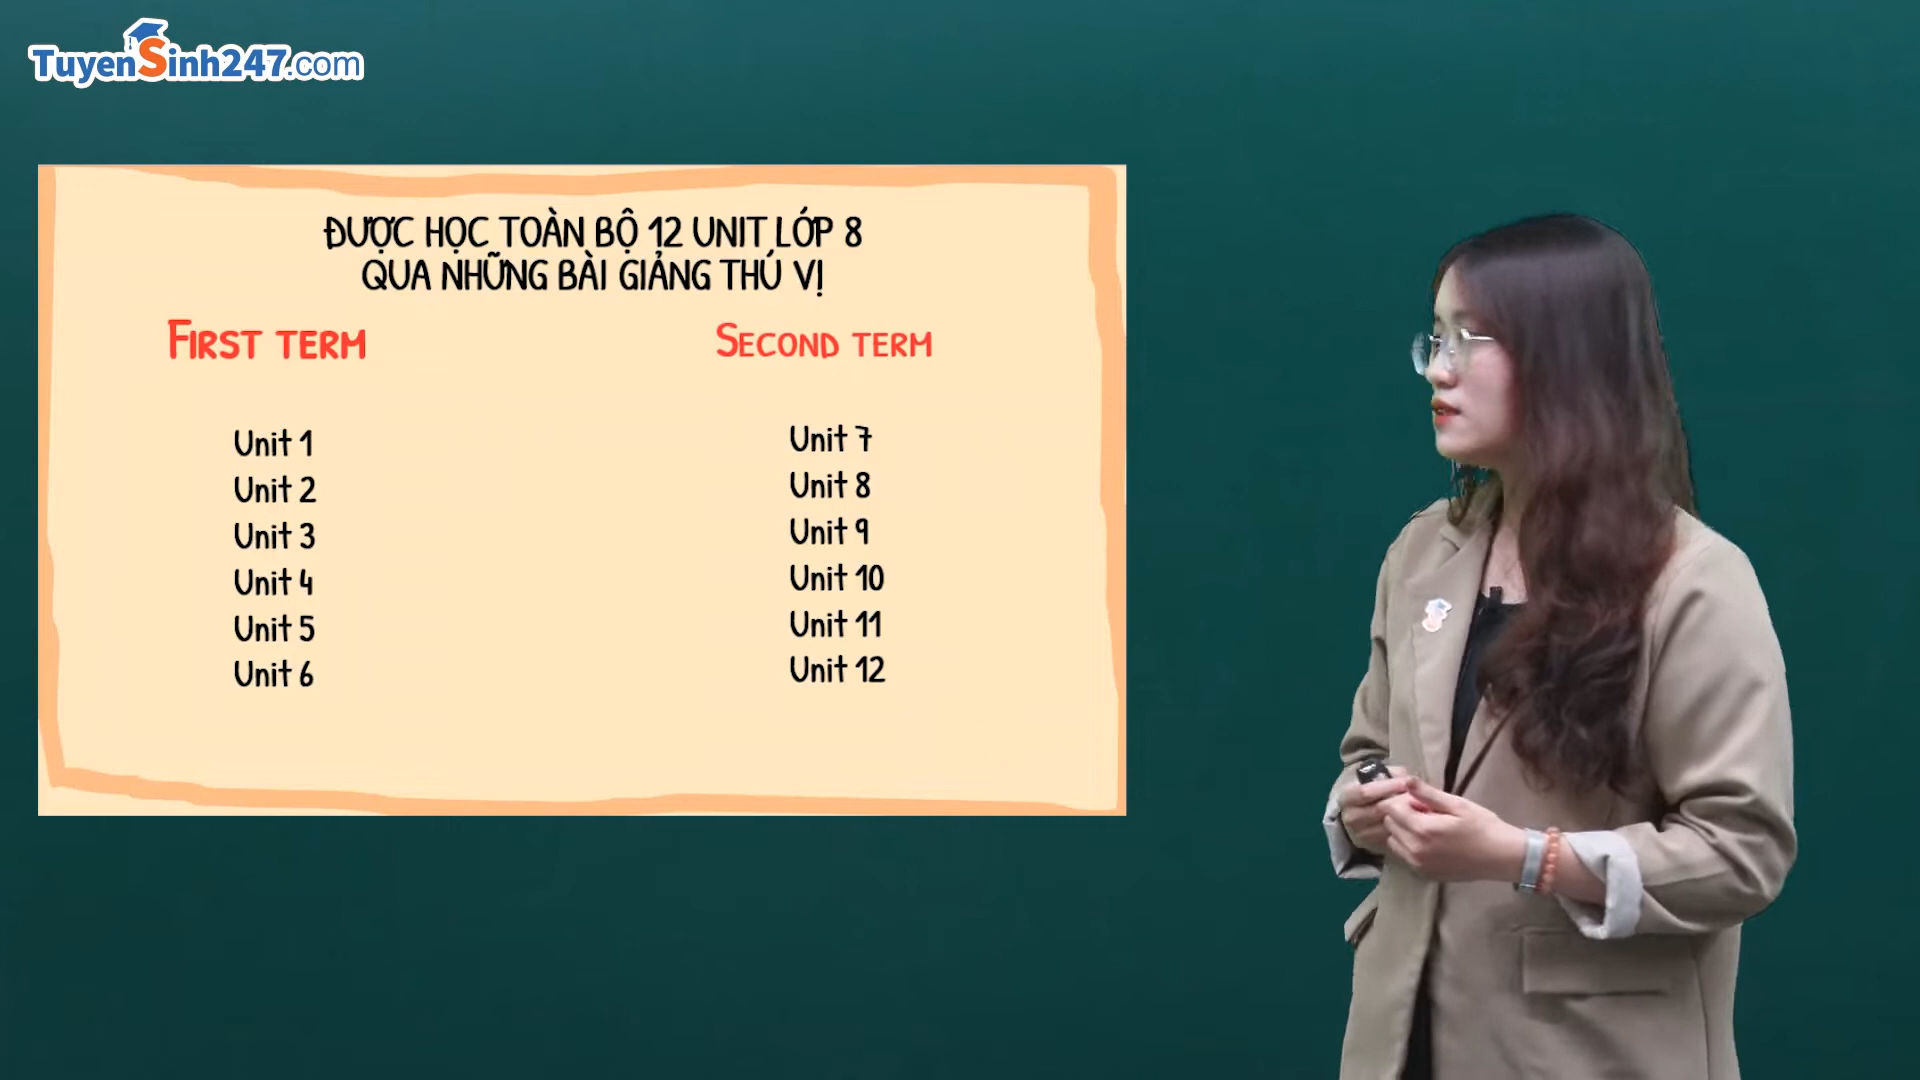 TuyenSinh247.com
ĐƯỢC HỌC TOÀN BỘ 12 UNIT LỚP 8
QUA NHỮNG BÀI GIẢNG THÚ VỊ
FIRST TERM
Unit 1
Unit 2
Unit 3
Unit 4
Unit 5
Unit 6
SECOND TERM
Unit 7
Unit 8
Unit 9
Unit 10
Unit 11
Unit 12